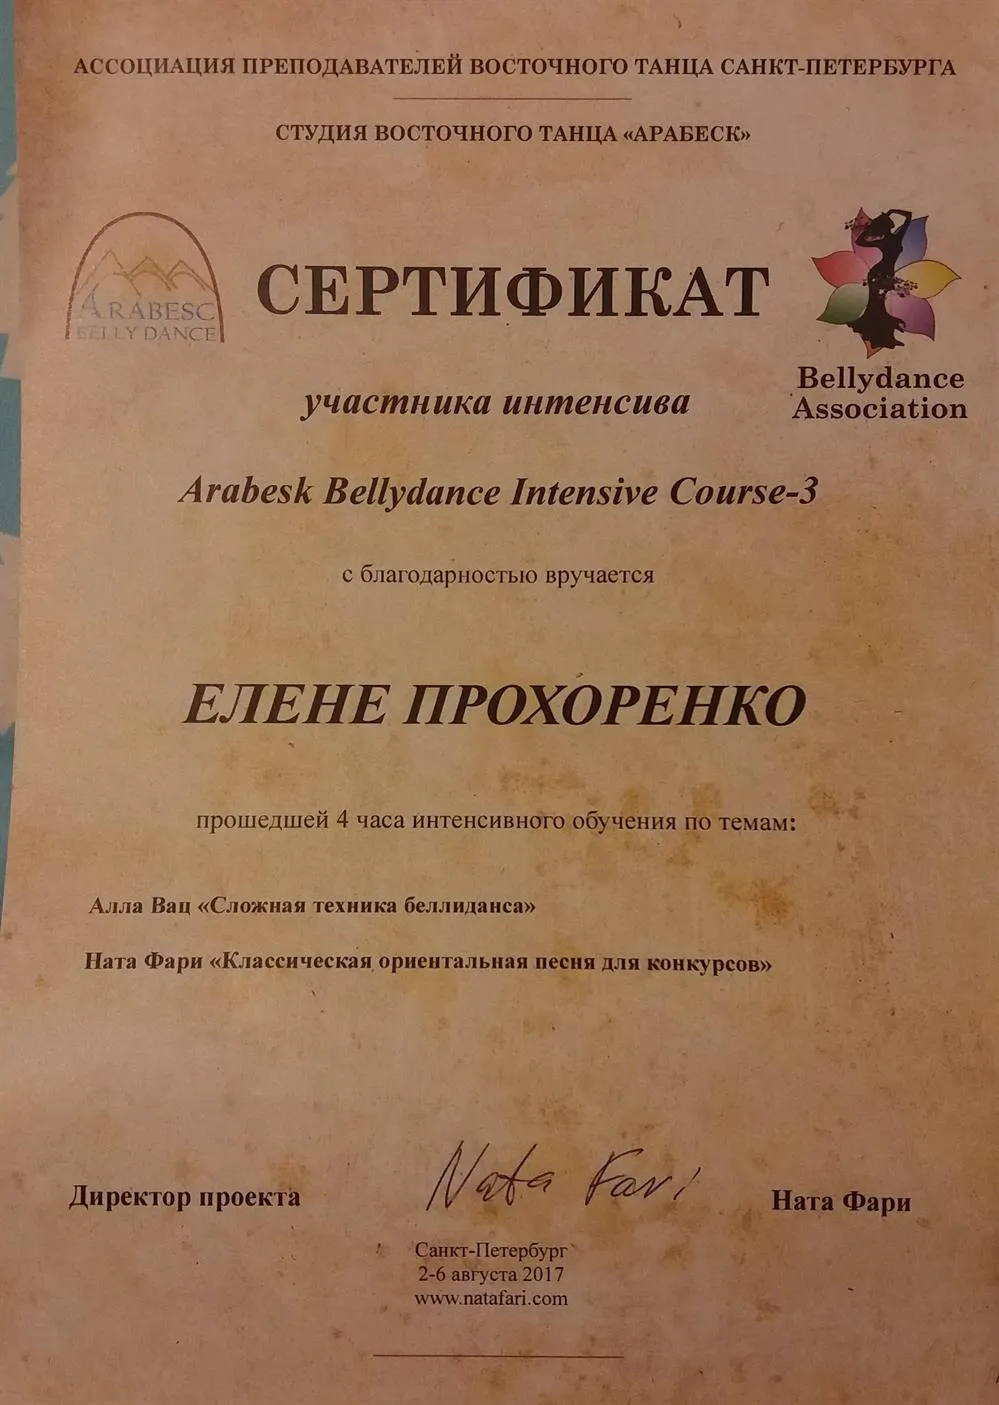 АССОЦИАЦИЯ ПРЕПОДАВАТЕЛЕЙ ВОСТОЧНОГО ТАНЦА САНКТ-ПЕТЕРБУРГА
СТУДИЯ ВОСТОЧНОГО ТАНЦА «АРАБЕСК»
ARABESC
BELLY DANCE
СЕРТИФИКАТ
Bellydance
Association
участника интенсива
Arabesk Bellydance Intensive Course-3
с благодарностью вручается
ЕЛЕНЕ ПРОХОРЕНКО
прошедшей 4 часа интенсивного обучения по темам:
Алла Вац «Сложная техника беллиданса»
Ната Фари «Классическая ориентальная песня для конкурсов»
Директор проекта
Nata Fari
Ната Фари
Санкт-Петербург
2-6 августа 2017
www.natafari.com